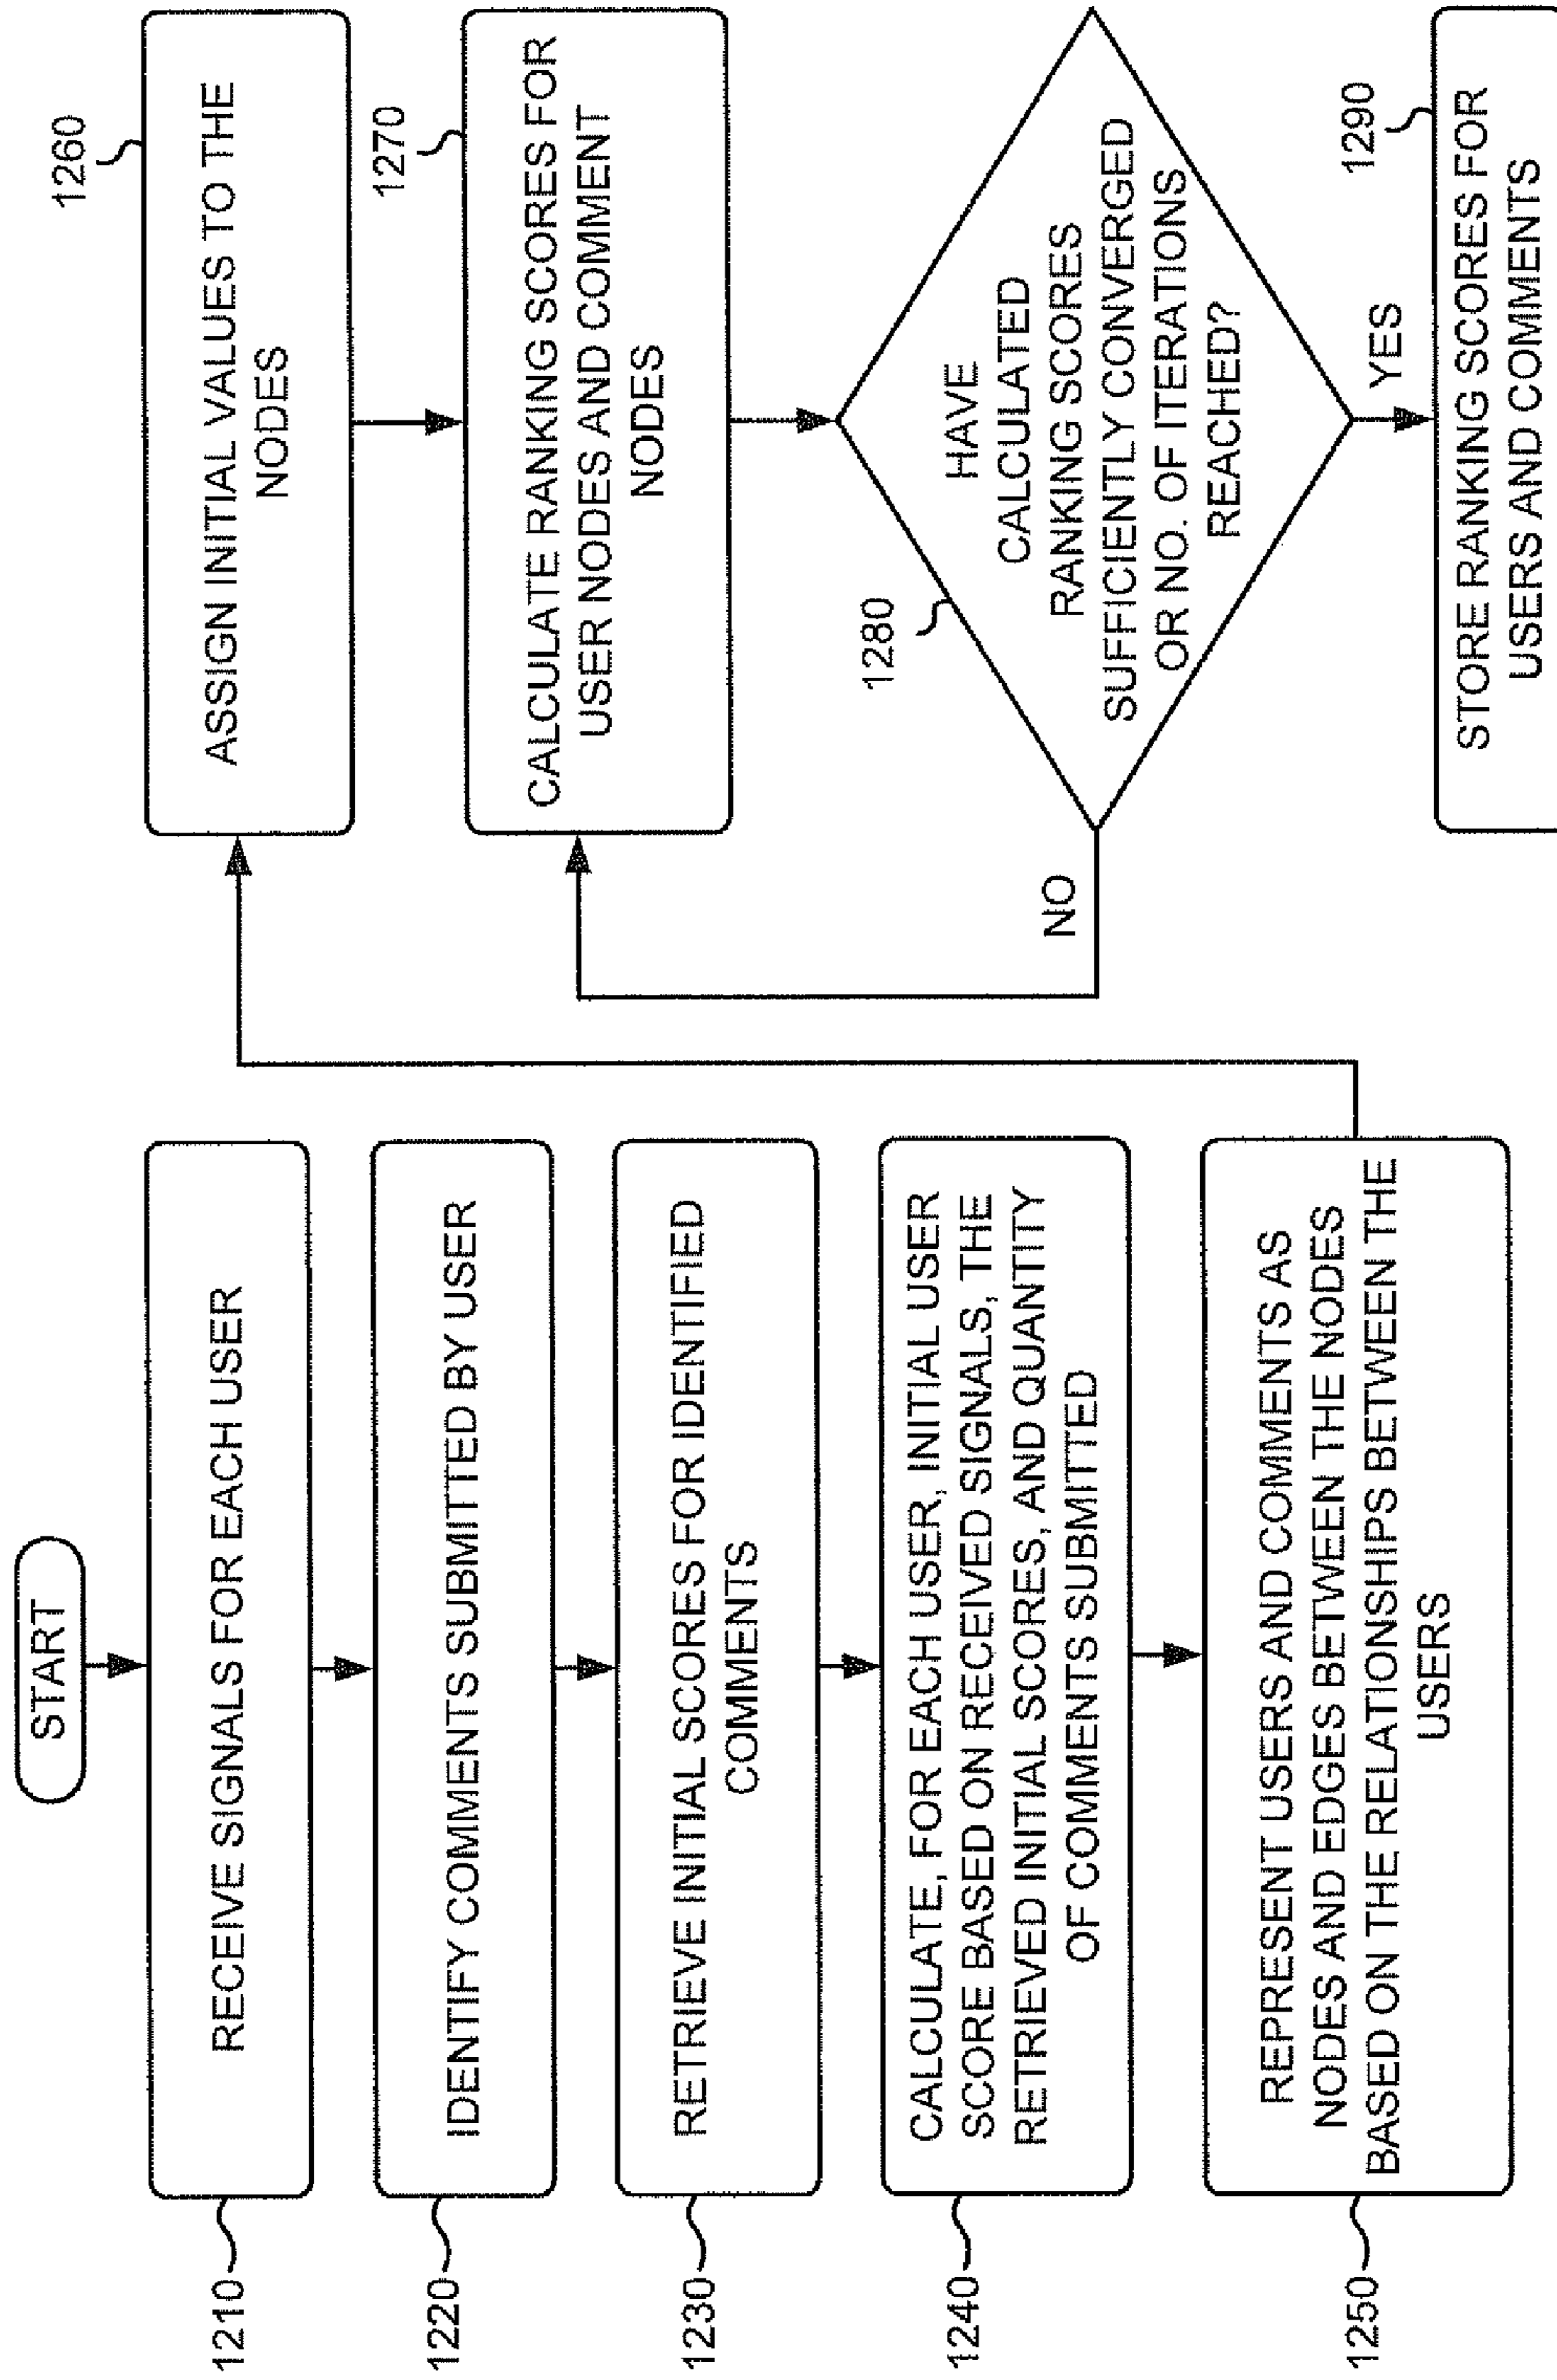 START
1210
RECEIVE SIGNALS FOR EACH USER
1220
IDENTIFY COMMENTS SUBMITTED BY USER
1230
RETRIEVE INITIAL SCORES FOR IDENTIFIED
COMMENTS
1240
CALCULATE, FOR EACH USER, INITIAL USER
SCORE BASED ON RECEIVED SIGNALS, THE
RETRIEVED INITIAL SCORES, AND QUANTITY
OF COMMENTS SUBMITTED
1250
REPRESENT USERS AND COMMENTS AS
NODES AND EDGES BETWEEN THE NODES
BASED ON THE RELATIONSHIPS BETWEEN THE
USERS
1260
ASSIGN INITIAL VALUES TO THE
NODES
1270
CALCULATE RANKING SCORES FOR
USER NODES AND COMMENT
NODES
1280
HAVE
CALCULATED
RANKING SCORES
SUFFICIENTLY CONVERGED
OR NO. OF ITERATIONS
REACHED?
NO
YES
1290
STORE RANKING SCORES FOR
USERS AND COMMENTS